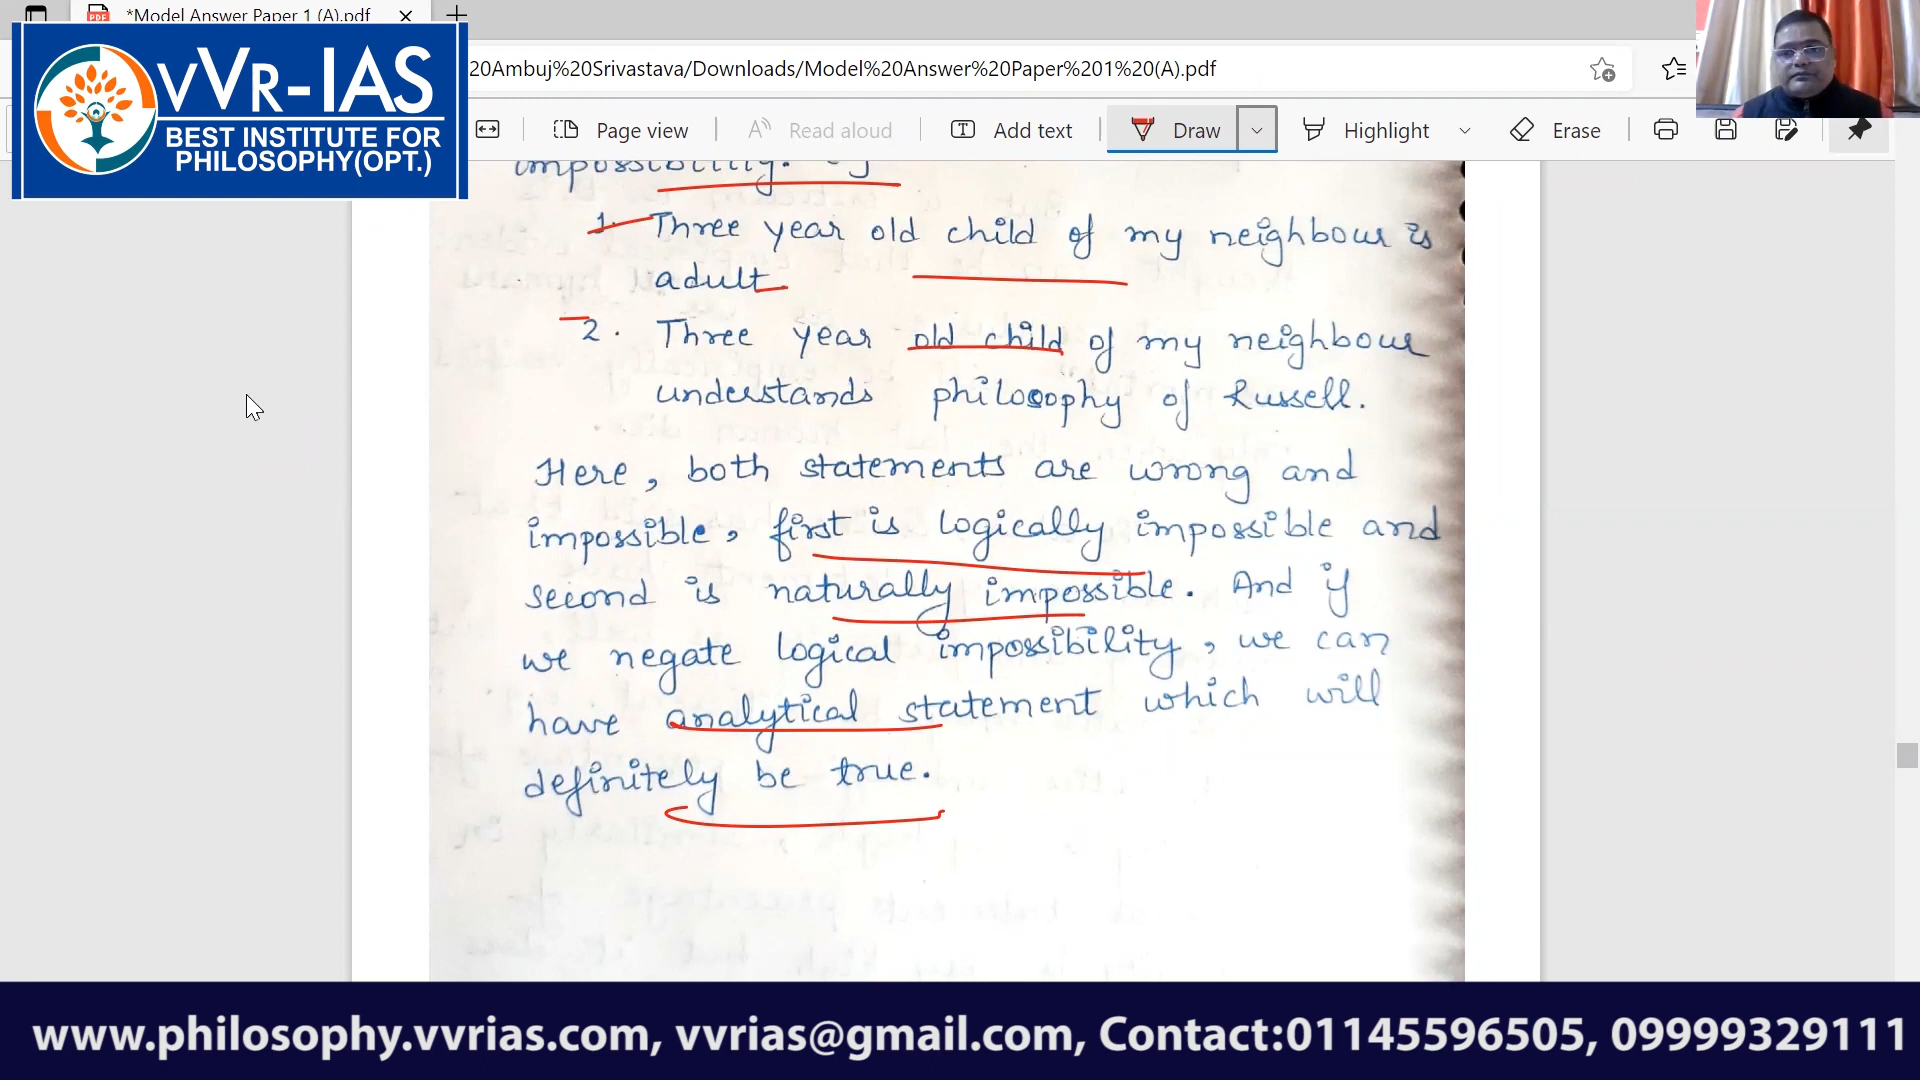 *Model Answer Paper 1 (A).pdf
vVR-IAS
BEST INSTITUTE FOR
PHILOSOPHY(OPT.)
20Ambuj%20Srivastava/Downloads/Model%20Answer%20Paper%201%20(A).pdf
Page view
Read aloud
Add text
Draw
Highlight
Erase
impossibility.
1. Three year old child of my neighbour is
adult
2. Three year old child of my neighbour
understands philosophy of Russell.
Here, both statements are wrong and
impossible, first is logically impossible and
second is naturally impossible. And if
we negate logical impossibility, we can
have analytical statement which will
definitely be true.
www.philosophy.vvrias.com, vvrias@gmail.com, Contact:01145596505, 09999329111